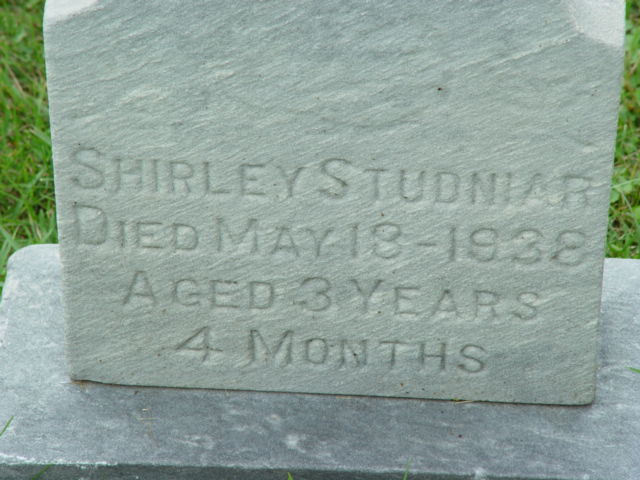 SHIRLEY STUDNIAR
DIED MAY 18-1938
AGED 3 YEARS
4 MONTHS